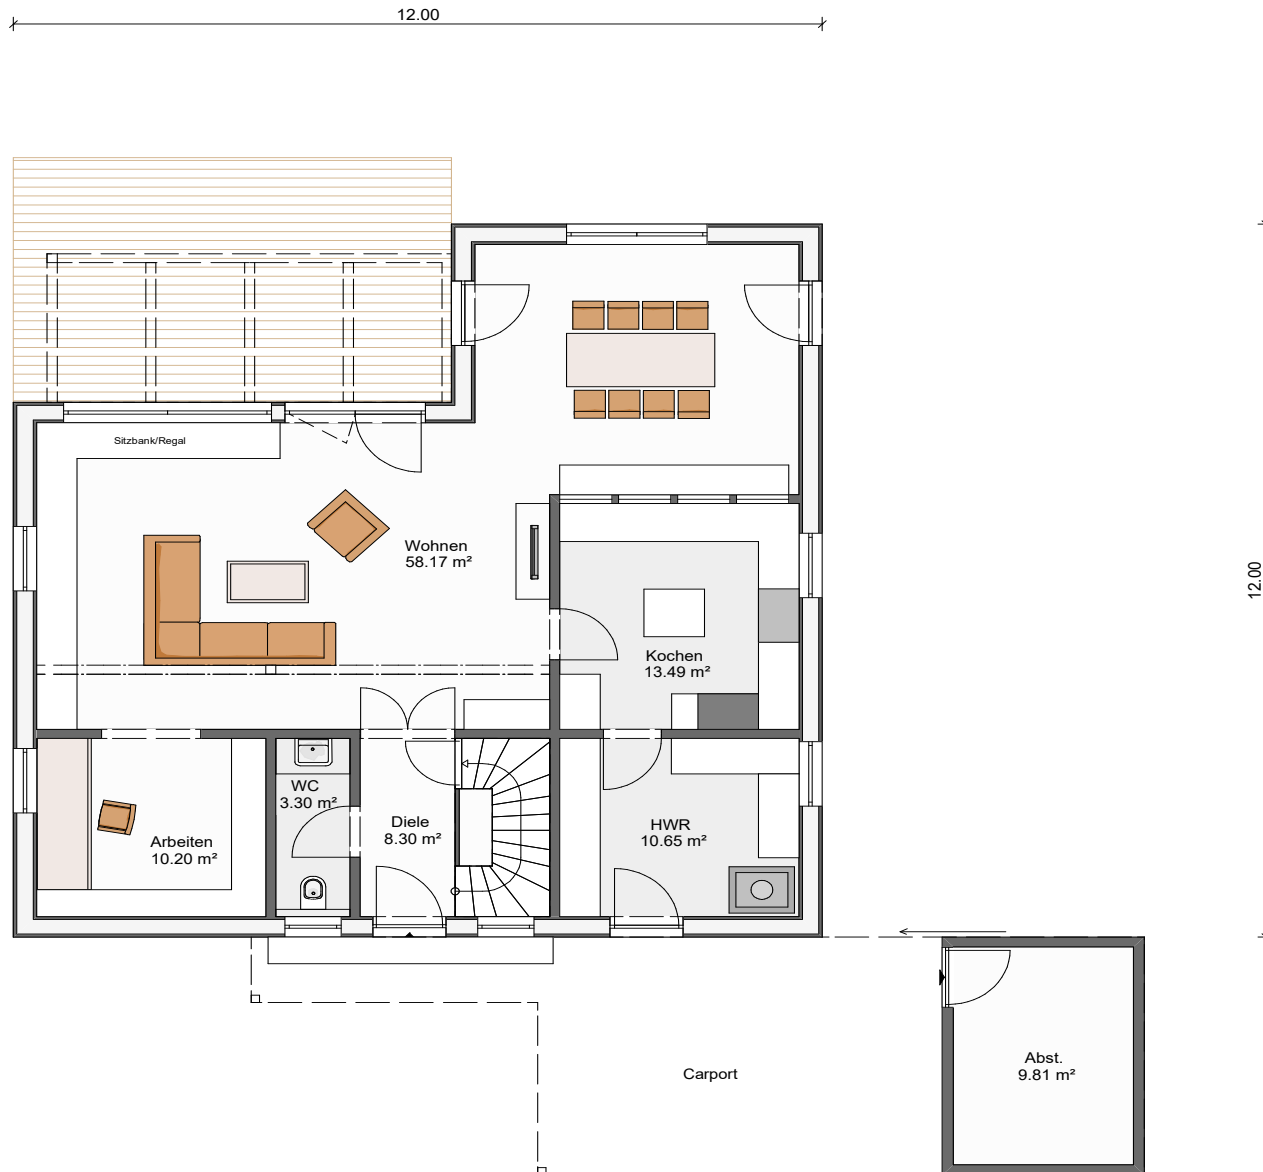 12.00
Sitzbank/Regal
Wohnen
58.17 m²
12.00
Kochen
13.49 m²
WC
3.30 m²
Diele
8.30 m²
HWR
10.65 m²
Arbeiten
10.20 m²
Abst.
9.81 m²
Carport